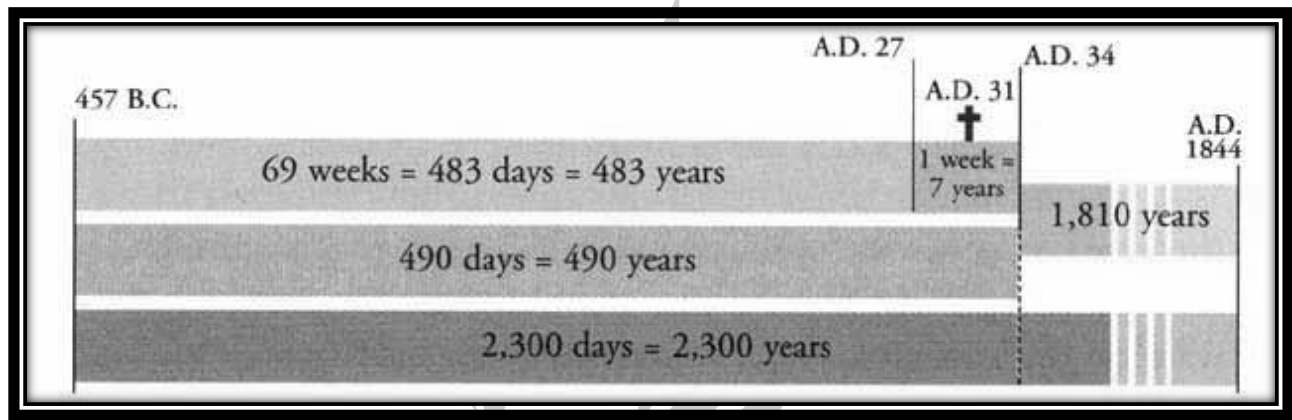 457 B.C.
A.D. 27
A.D. 31
A.D. 34
A.D.
1844
69 weeks = 483 days = 483 years
1 week =
7 years
1,810 years
490 days = 490 years
2,300 days = 2,300 years